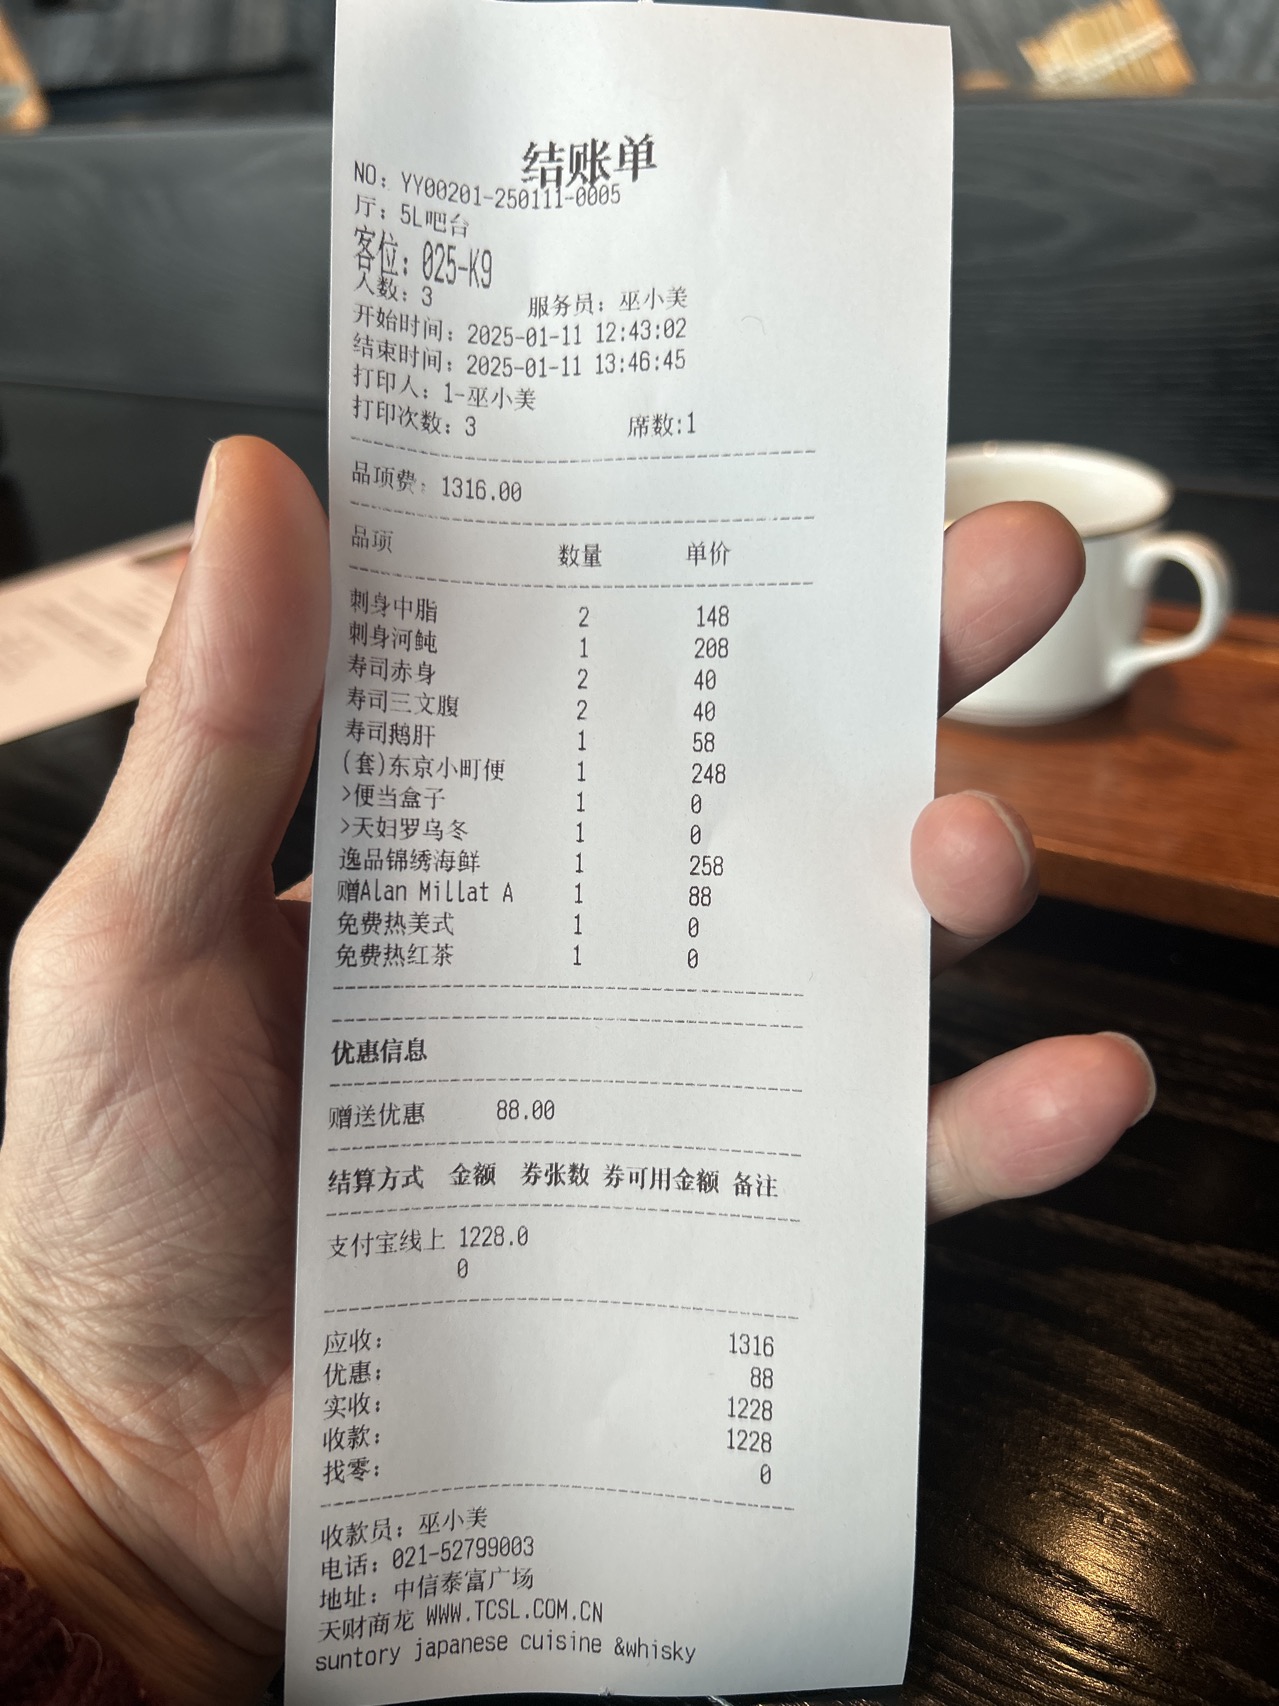 结账单
NO: YY00201-250111-0005
厅: 5L吧台
客位: 025-K9
人数: 3 服务员: 巫小美
开始时间: 2025-01-11 12:43:02
结束时间: 2025-01-11 13:46:45
打印人: 1-巫小美
打印次数: 3 席数:1
品项费: 1316.00
品项 数量 单价
刺身中脂 2 148
刺身河鲀 1 208
寿司赤身 2 40
寿司三文腹 2 40
寿司鹅肝 1 58
(套)东京小町便 1 248
>便当盒子 1 0
>天妇罗乌冬 1 0
逸品锦绣海鲜 1 258
赠Alan Millat A 1 88
免费热美式 1 0
免费热红茶 1 0
优惠信息
赠送优惠 88.00
结算方式 金额 券张数 券可用金额 备注
支付宝线上 1228.0
0
应收: 1316
优惠: 88
实收: 1228
收款: 1228
找零: 0
收款员: 巫小美
电话: 021-52799003
地址: 中信泰富广场
天财商龙 WWW.TCSL.COM.CN
suntory japanese cuisine &whisky